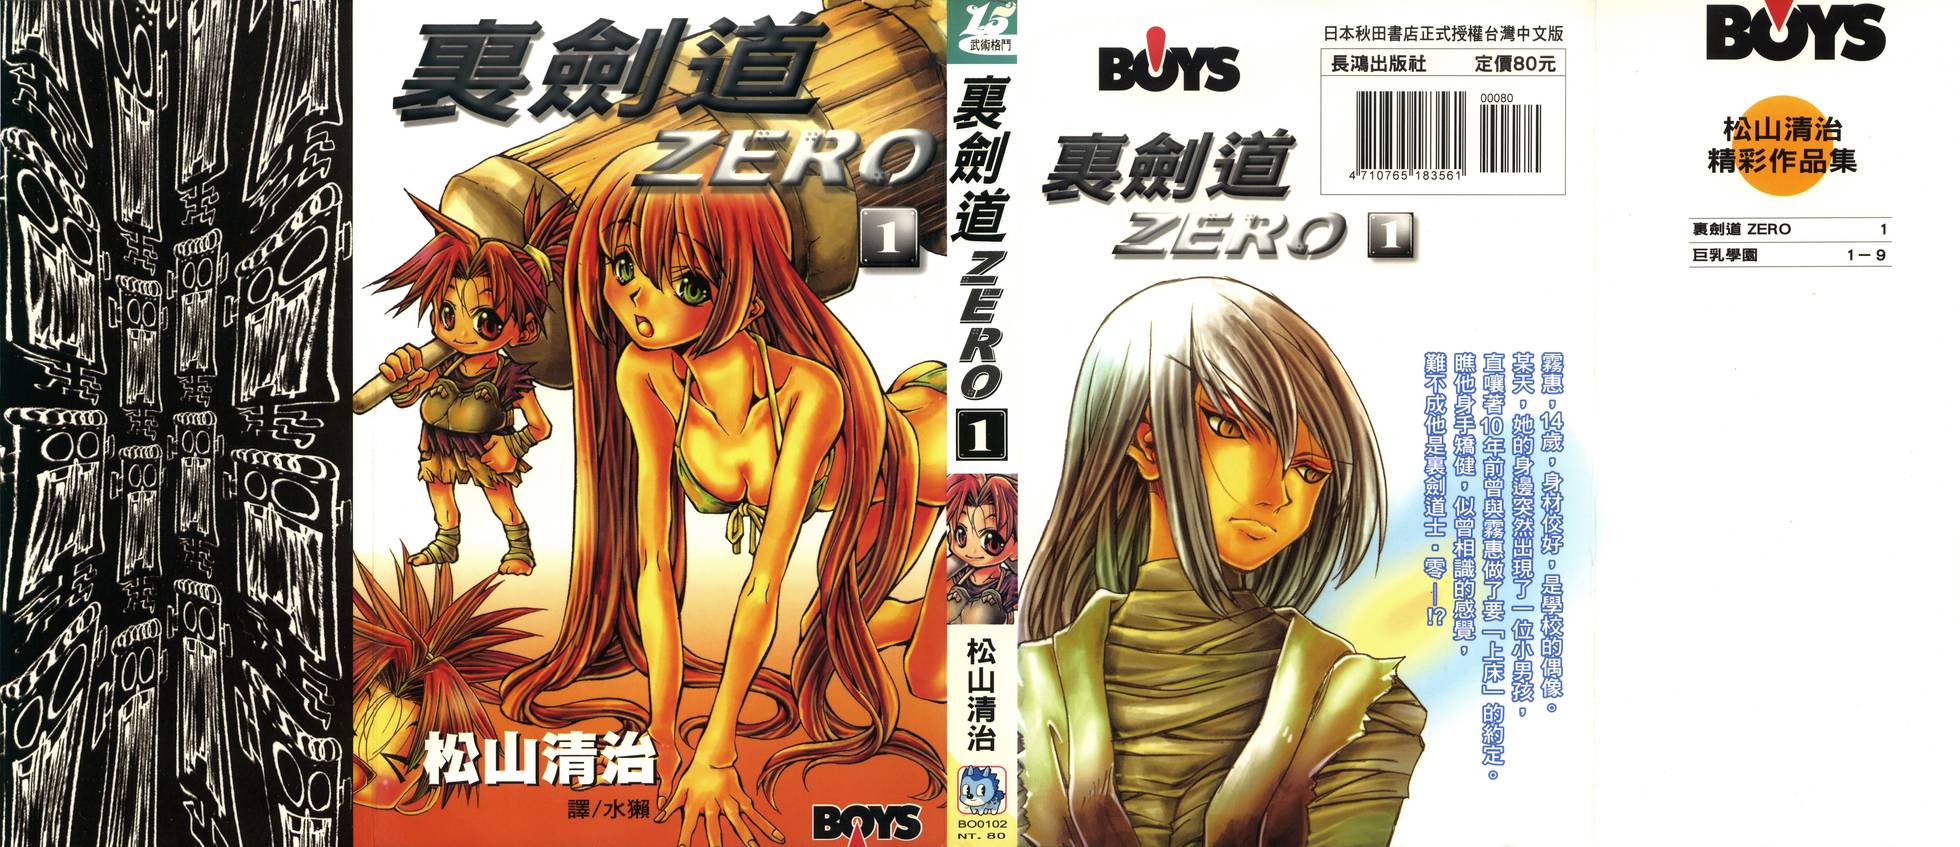 裏劍道
ZERO
1
松山清治
譯/水獺
BOYS
15
武術格鬥
裏劍道 ZERO
1
松山清治
BO0102
NT. 80
BOYS
日本秋田書店正式授權台灣中文版
長鴻出版社 定價80元
00080
4 710765 183561
裏劍道
ZERO 1
霧惠，14歲，身材佼好，是學校的偶像。
某天，她的身邊突然出現了一位小男孩，
直嚷著10年前曾與霧惠做了要「上床」的約定。
瞧他身手矯健，似曾相識的感覺，
難不成他是裏劍道士．零—!?
BOYS
松山清治
精彩作品集
裏劍道 ZERO 1
巨乳學園 1－9